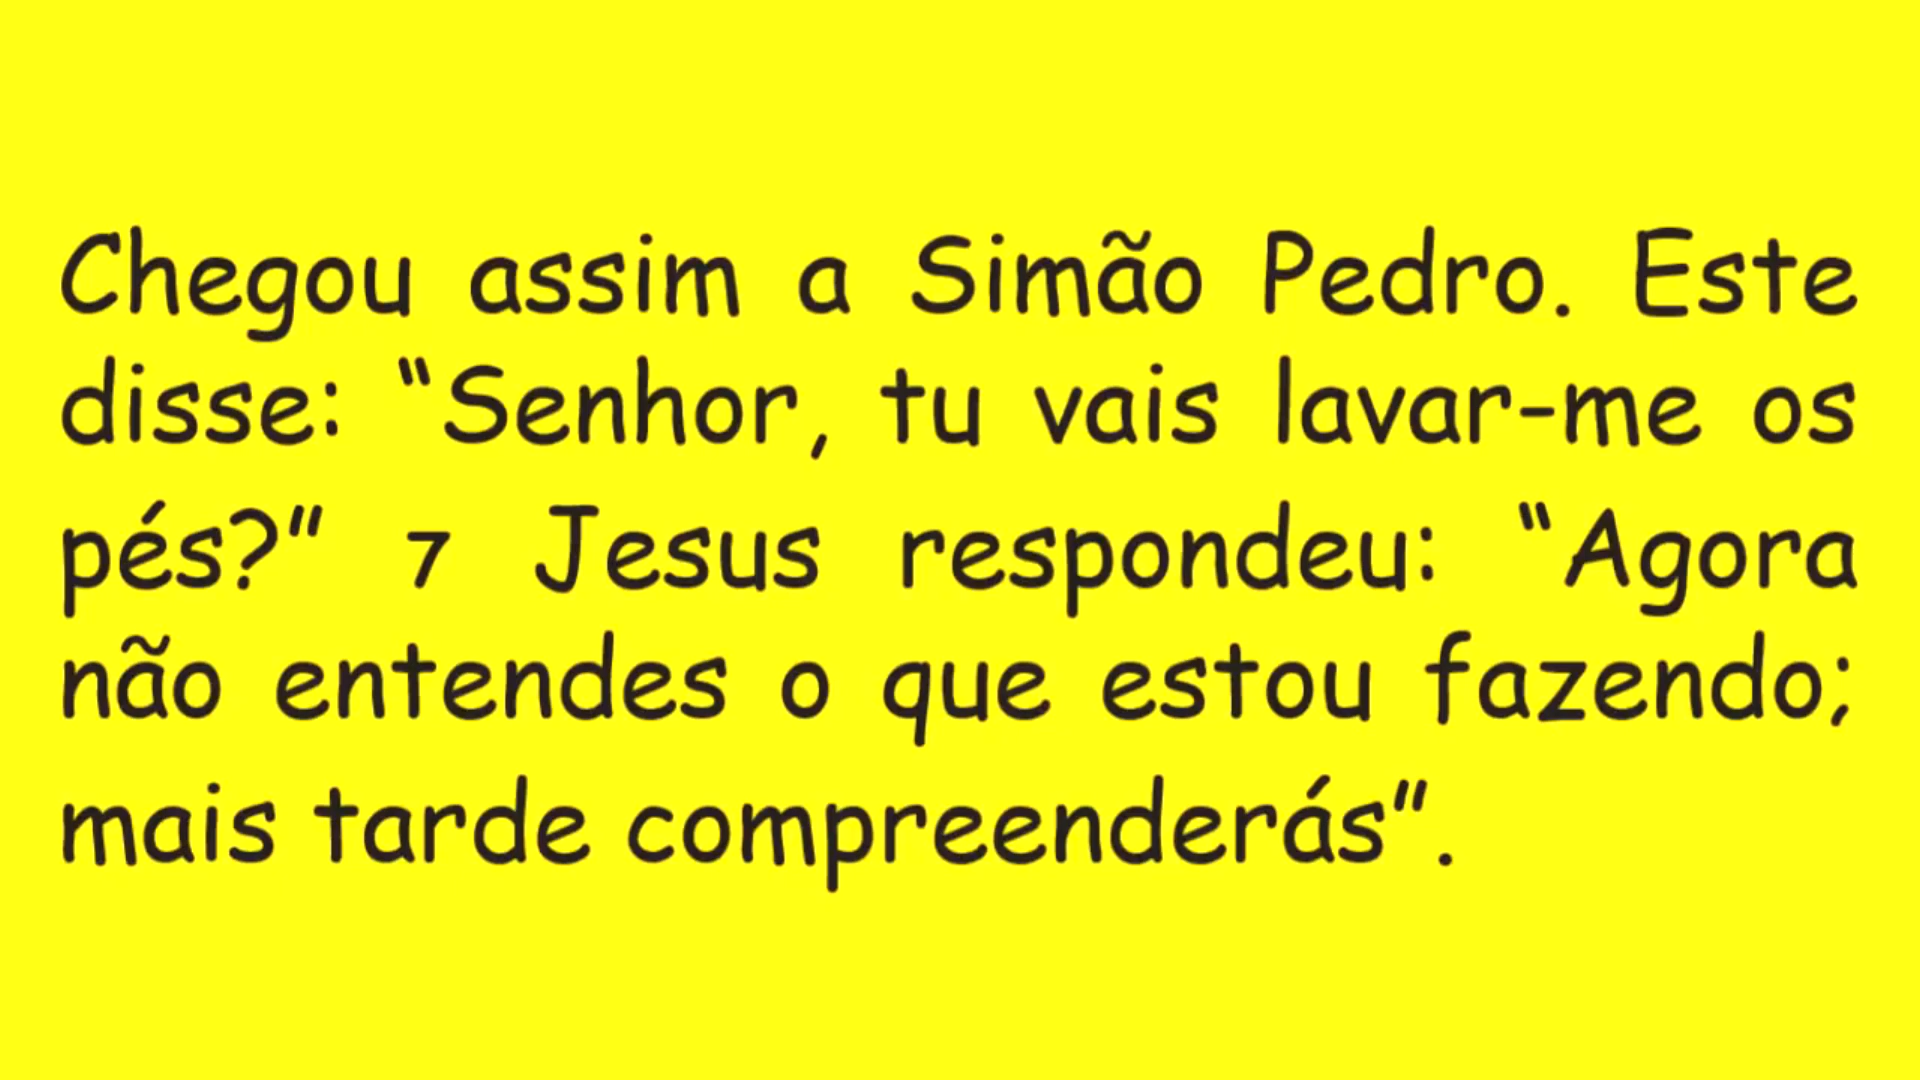 Chegou assim a Simão Pedro. Este
disse: “Senhor, tu vais lavar-me os
pés?” 7 Jesus respondeu: “Agora
não entendes o que estou fazendo;
mais tarde compreenderás”.